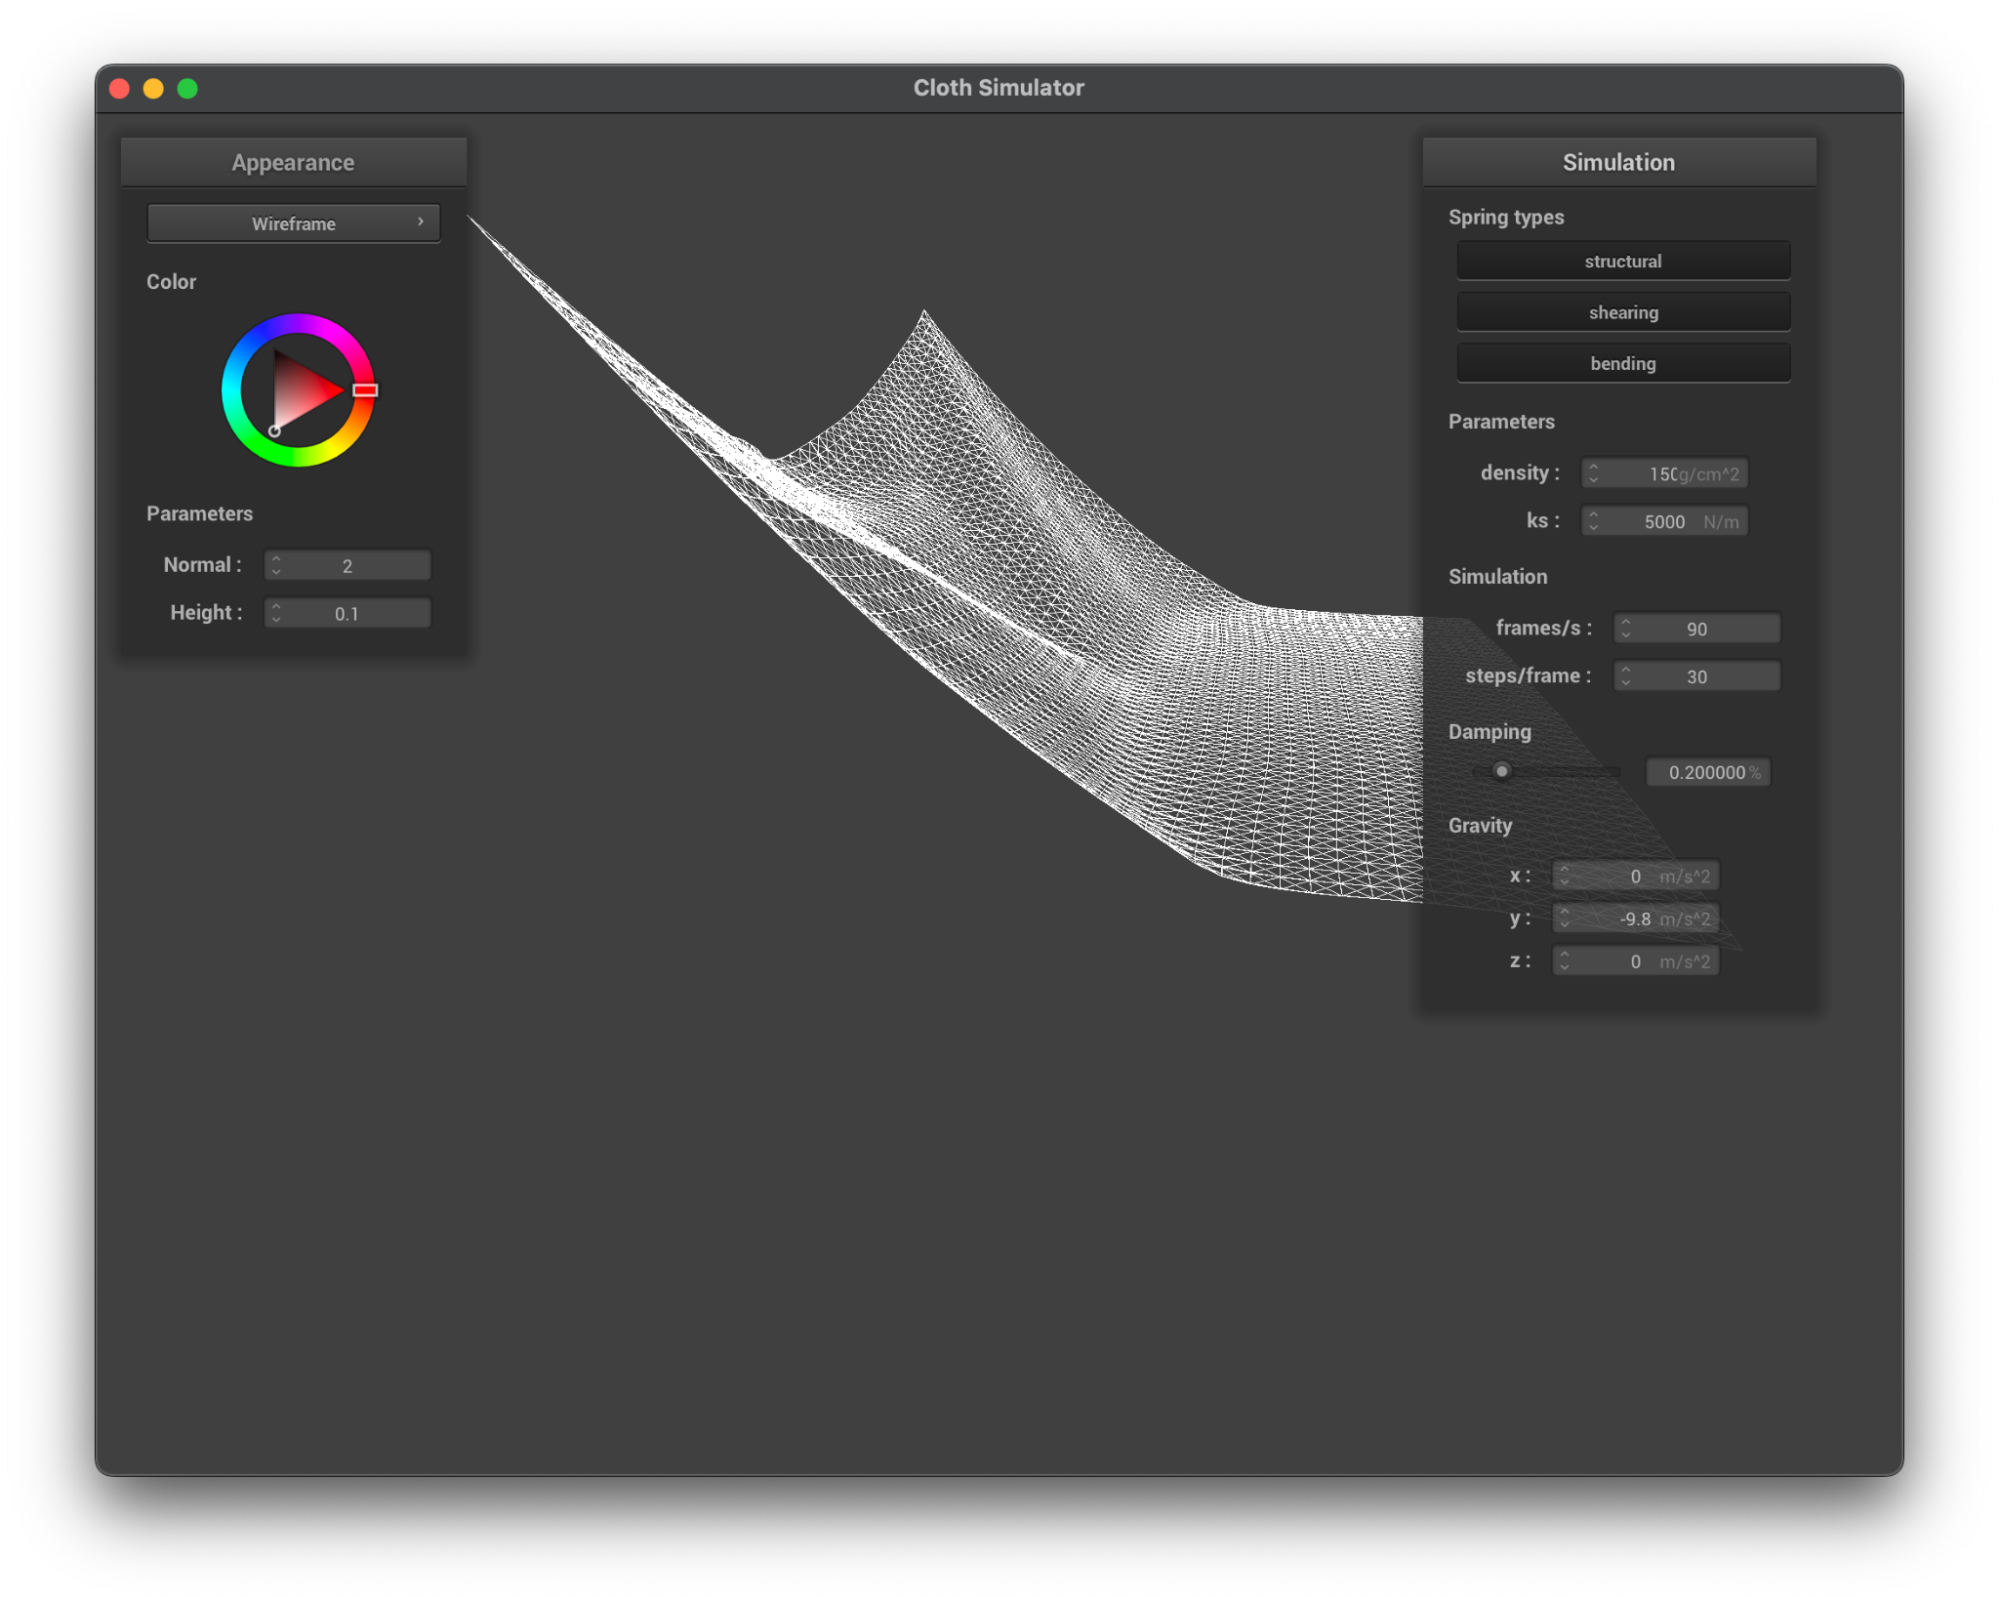 Cloth Simulator
Appearance
Wireframe
Color
Parameters
Normal :
2
Height :
0.1
Simulation
Spring types
structural
shearing
bending
Parameters
density :
150 g/cm^2
ks :
5000 N/m
Simulation
frames/s :
90
steps/frame :
30
Damping
0.200000 %
Gravity
x :
0 m/s^2
y :
-9.8 m/s^2
z :
0 m/s^2